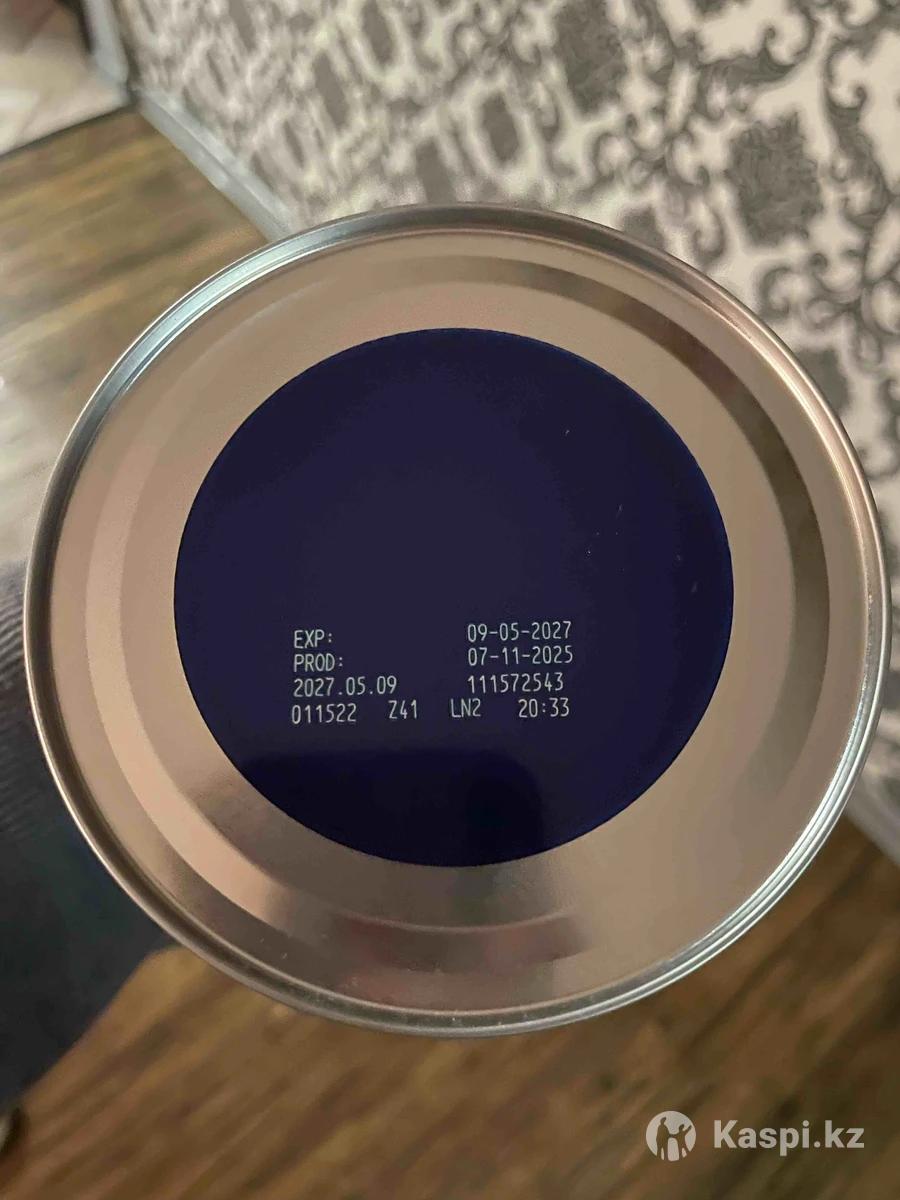 EXP: 09-05-2027
PROD: 07-11-2025
2027.05.09 111572543
011522 Z41 LN2 20:33
Kaspi.kz